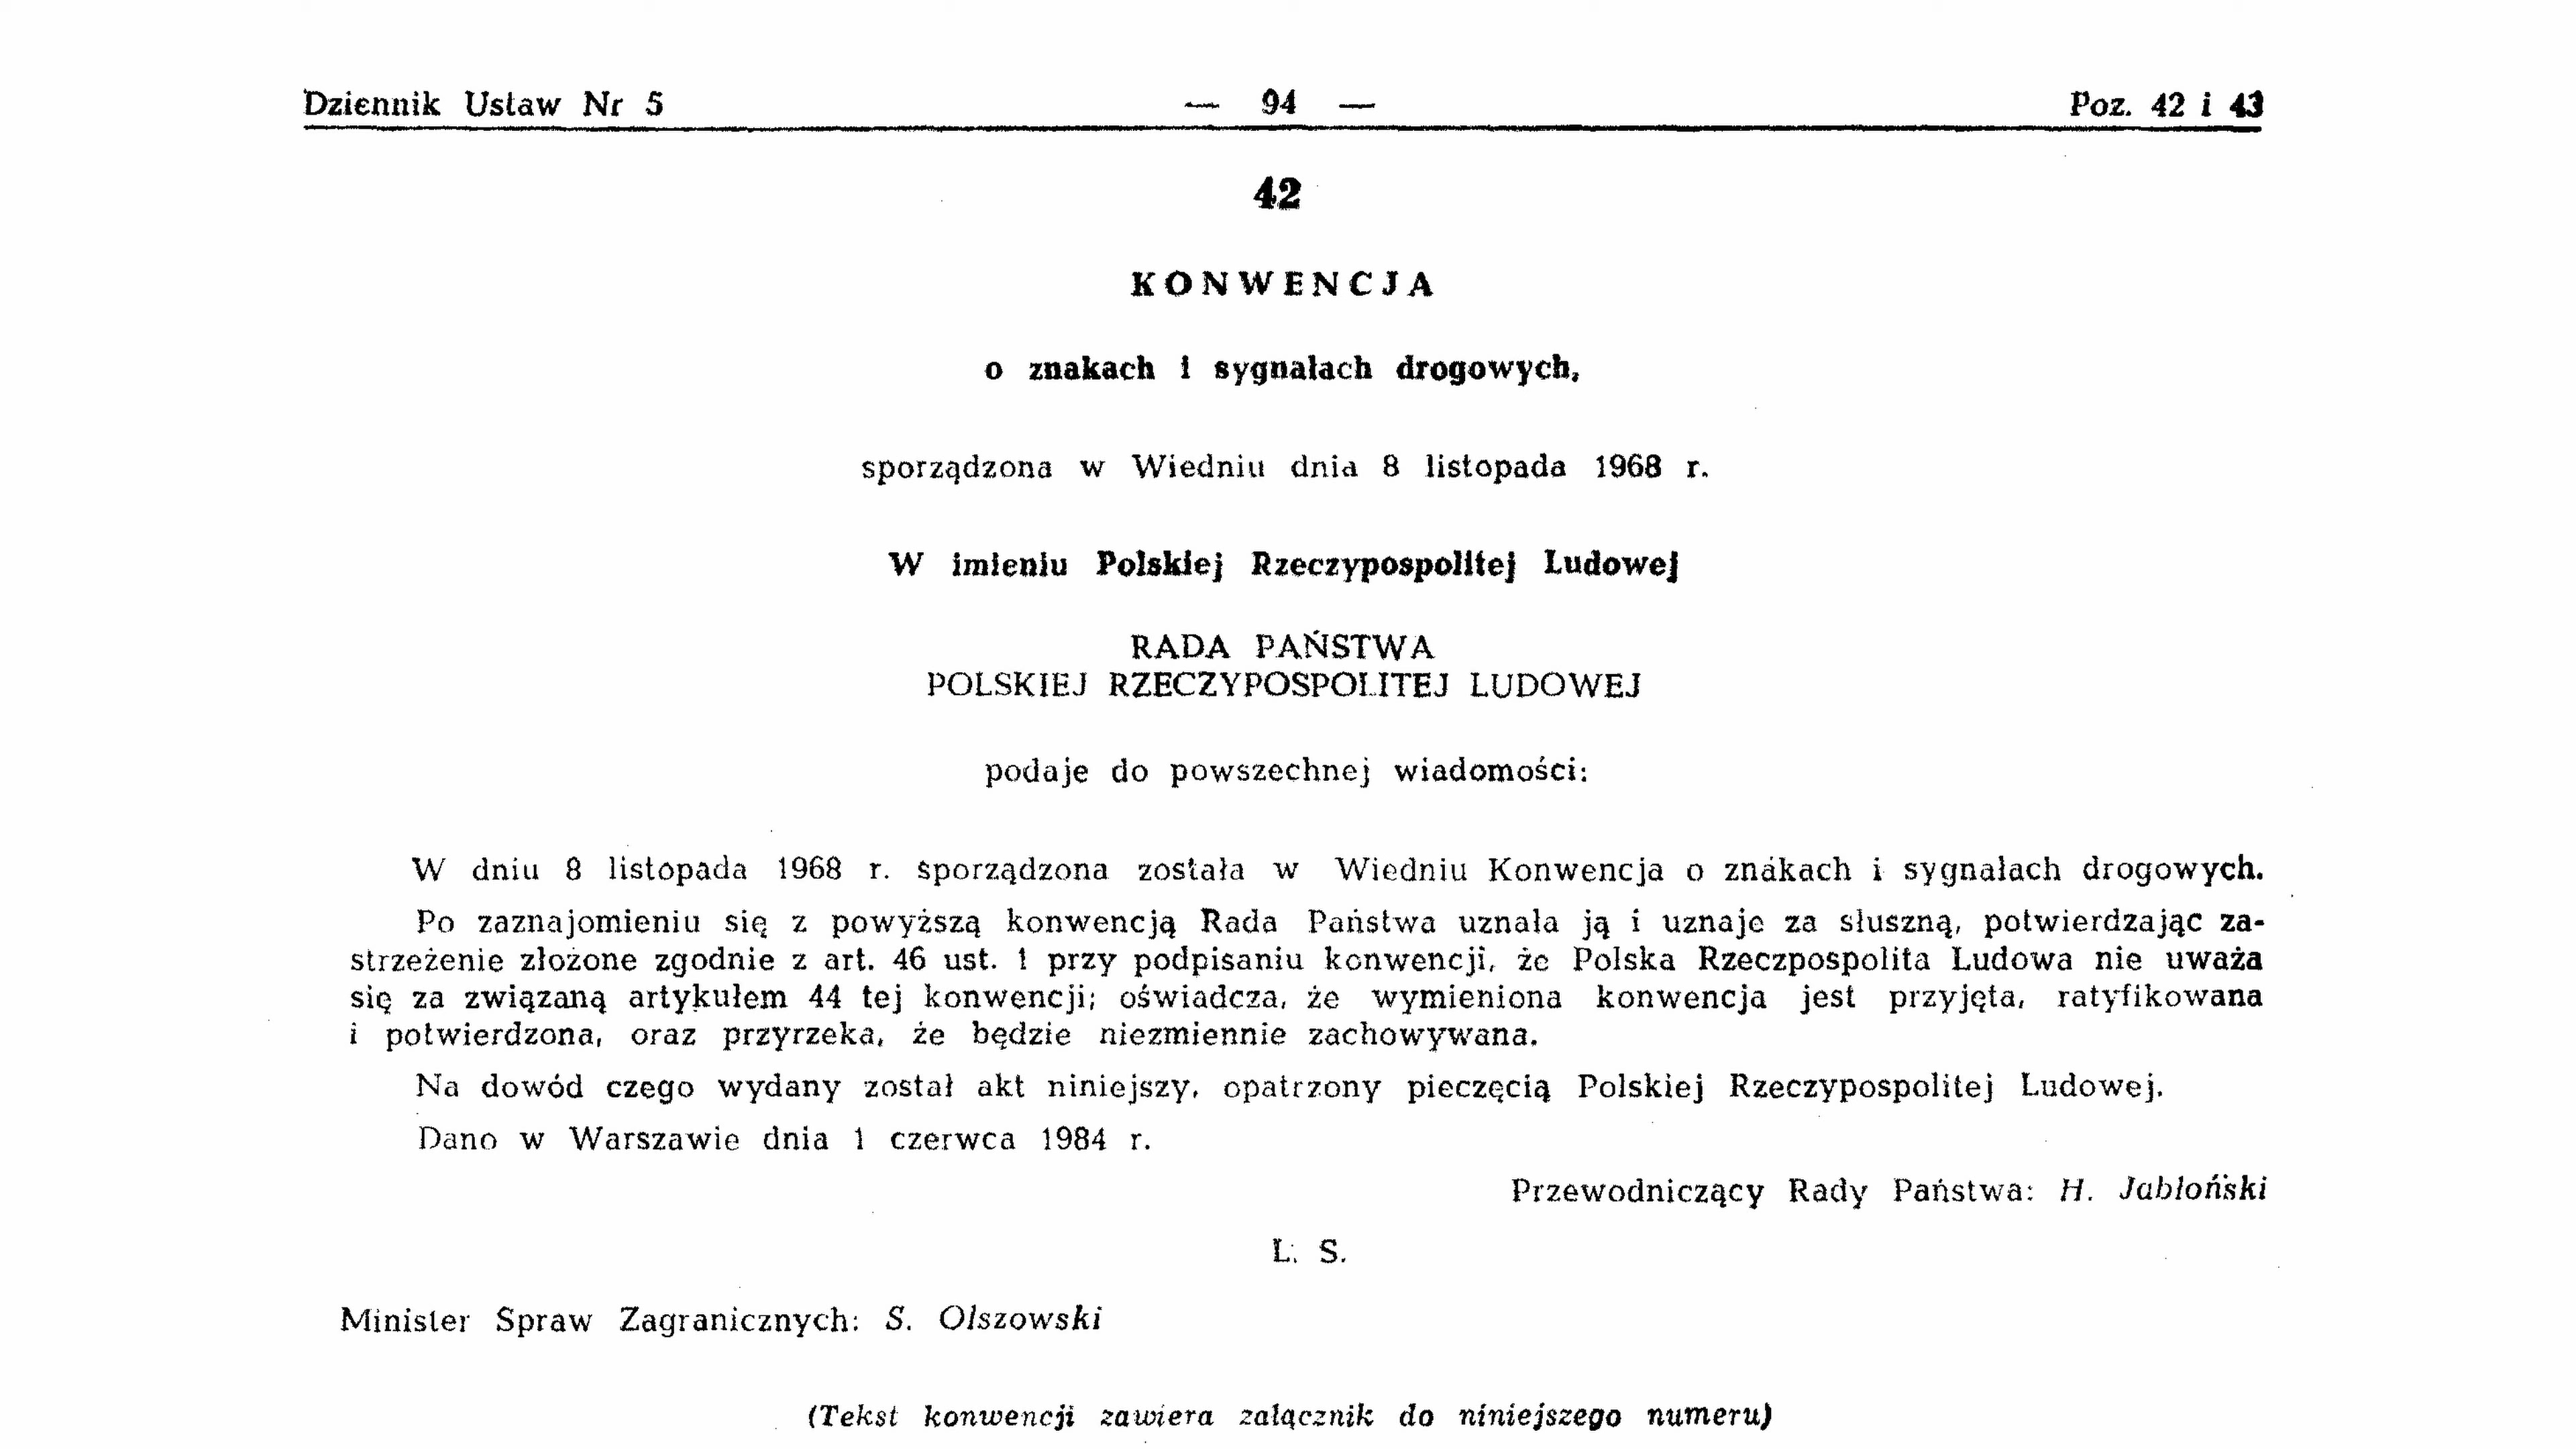 Dziennik Ustaw Nr 5 — 94 — Poz. 42 i 43
42
KONWENCJA
o znakach i sygnałach drogowych,
sporządzona w Wiedniu dnia 8 listopada 1968 r.
W imieniu Polskiej Rzeczypospolitej Ludowej
RADA PAŃSTWA
POLSKIEJ RZECZYPOSPOLITEJ LUDOWEJ
podaje do powszechnej wiadomości:
W dniu 8 listopada 1968 r. sporządzona została w Wiedniu Konwencja o znakach i sygnałach drogowych.
Po zaznajomieniu się z powyższą konwencją Rada Państwa uznała ją i uznaje za słuszną, potwierdzając za-
strzeżenie złożone zgodnie z art. 46 ust. 1 przy podpisaniu konwencji, że Polska Rzeczpospolita Ludowa nie uważa
się za związaną artykułem 44 tej konwencji; oświadcza, że wymieniona konwencja jest przyjęta, ratyfikowana
i potwierdzona, oraz przyrzeka, że będzie niezmiennie zachowywana.
Na dowód czego wydany został akt niniejszy, opatrzony pieczęcią Polskiej Rzeczypospolitej Ludowej.
Dano w Warszawie dnia 1 czerwca 1984 r.
Przewodniczący Rady Państwa: H. Jabłoński
L. S.
Minister Spraw Zagranicznych: S. Olszowski
(Tekst konwencji zawiera załącznik do niniejszego numeru)